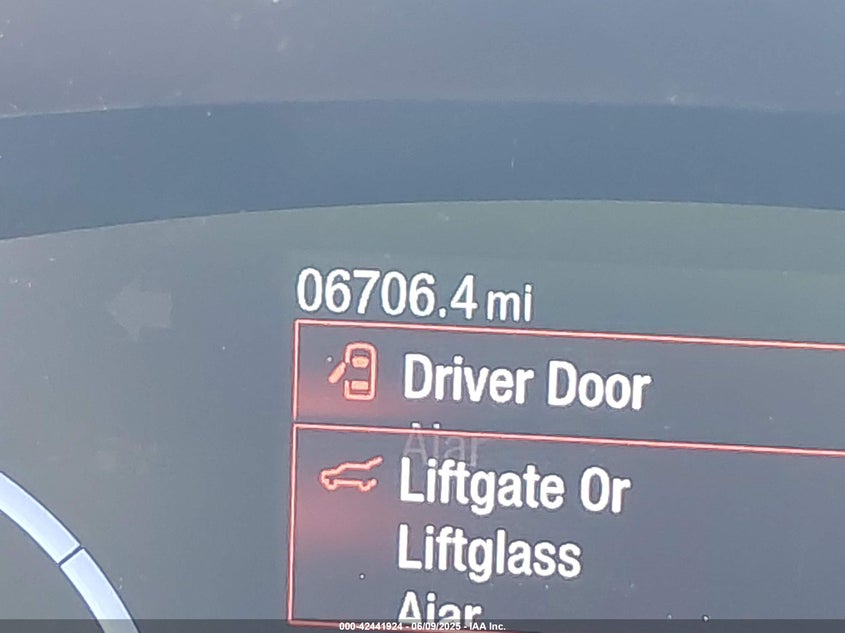 06706.4 mi
Driver Door
Ajar
Liftgate Or
Liftglass
Ajar
000-42441924 - 06/09/2025 - IAA Inc.